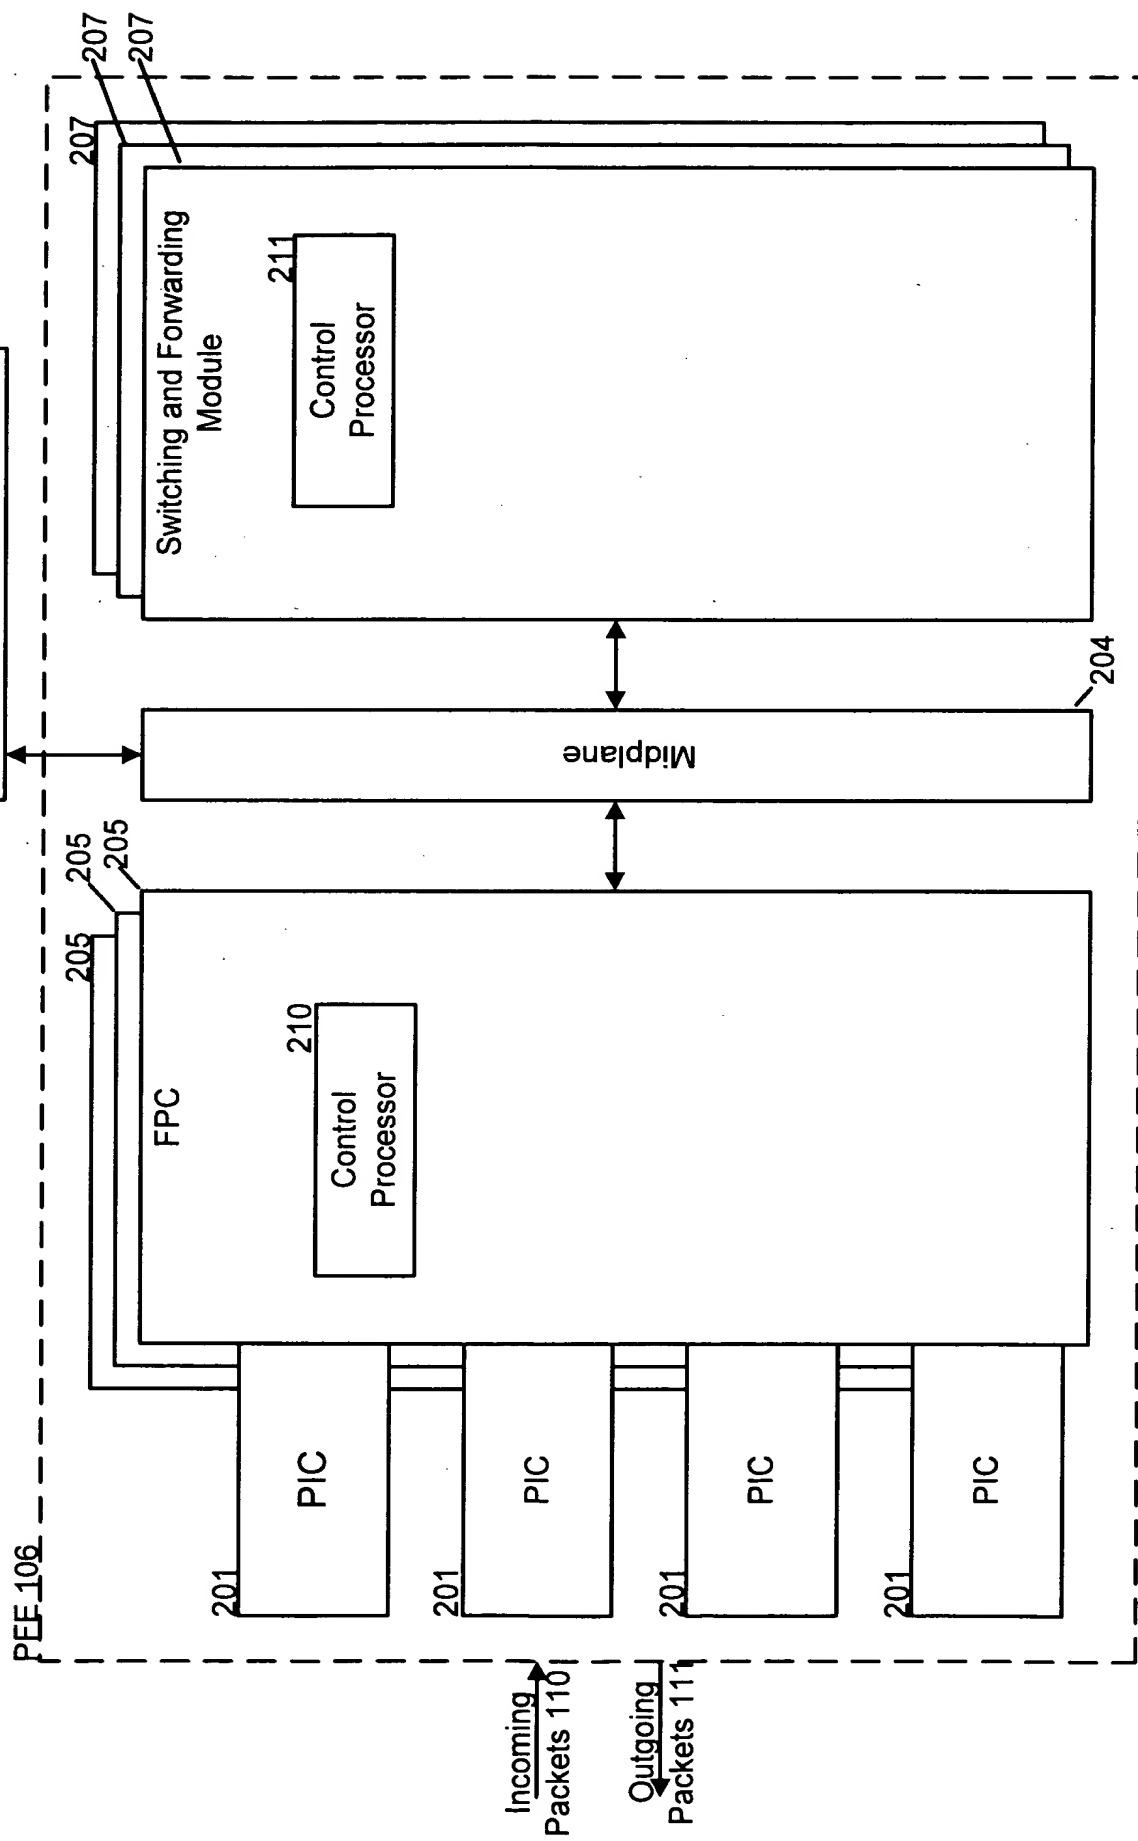 PFE 106
205
205
205
207
207
207
FPC
Switching and Forwarding
Module
201
PIC
210
Control
Processor
211
Control
Processor
201
PIC
Incoming
Packets 110
Midplane
Outgoing
Packets 111
201
PIC
201
PIC
204